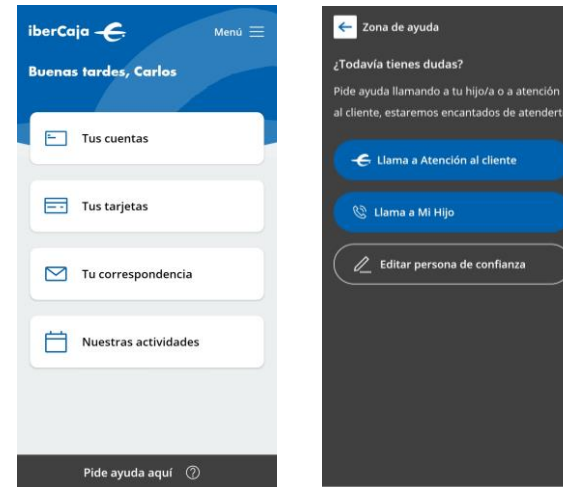 iberCaja
Menú
Buenas tardes, Carlos
Tus cuentas
Tus tarjetas
Tu correspondencia
Nuestras actividades
Pide ayuda aquí
Zona de ayuda
¿Todavía tienes dudas?
Pide ayuda llamando a tu hijo/a o a atención
al cliente, estaremos encantados de atendert
Llama a Atención al cliente
Llama a Mi Hijo
Editar persona de confianza